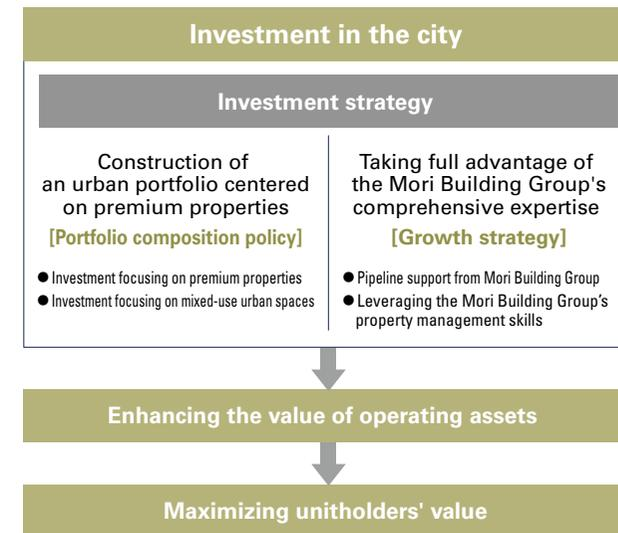 Investment in the city
Investment strategy
Construction of
an urban portfolio centered
on premium properties
[Portfolio composition policy]
● Investment focusing on premium properties
● Investment focusing on mixed-use urban spaces
Taking full advantage of
the Mori Building Group's
comprehensive expertise
[Growth strategy]
● Pipeline support from Mori Building Group
● Leveraging the Mori Building Group’s
property management skills
Enhancing the value of operating assets
Maximizing unitholders' value